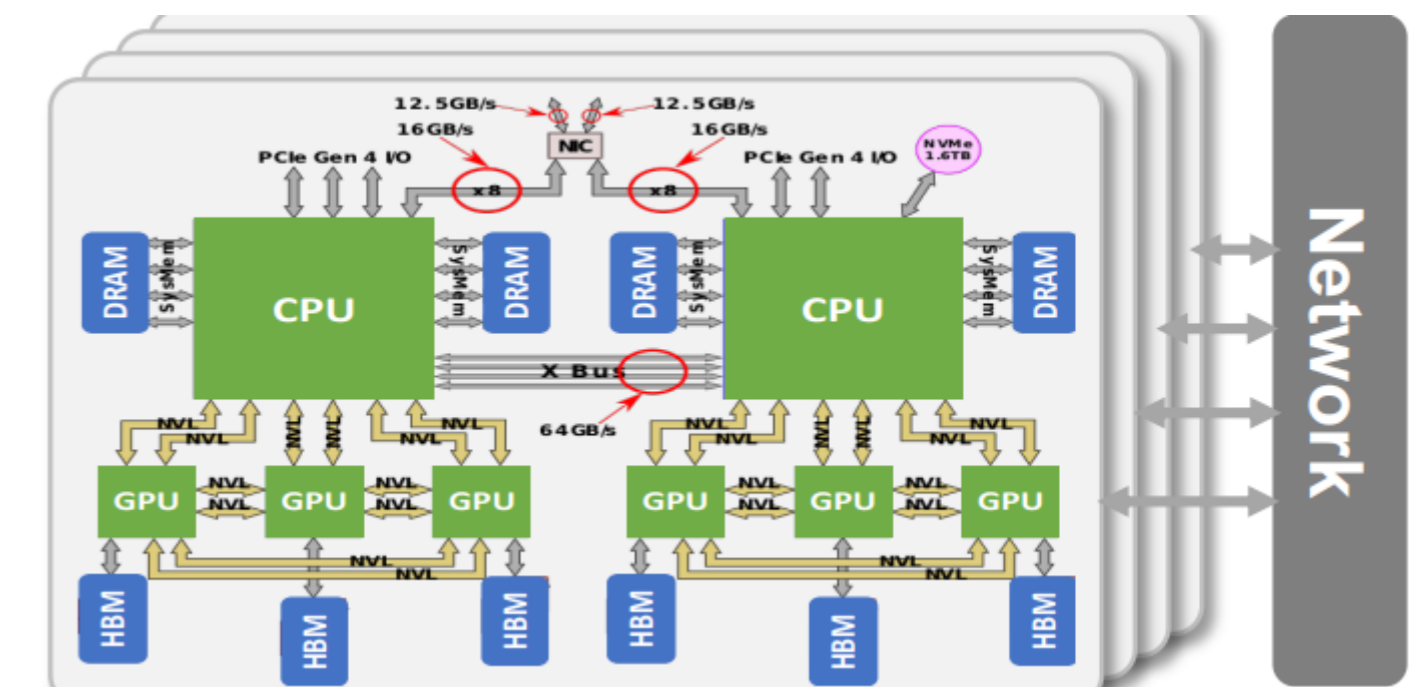 12.5GB/s
12.5GB/s
16GB/s
NIC
16GB/s
NVMe
1.6TB
PCIe Gen 4 I/O
PCIe Gen 4 I/O
x8
x8
DRAM
SysMem
CPU
SysMem
DRAM
DRAM
SysMem
CPU
SysMem
DRAM
X Bus
64GB/s
NVL
NVL
NVL
NVL
NVL
NVL
NVL
NVL
NVL
NVL
NVL
NVL
GPU
NVL
NVL
GPU
NVL
NVL
GPU
GPU
NVL
NVL
GPU
NVL
NVL
GPU
NVL
NVL
NVL
NVL
HBM
HBM
HBM
HBM
HBM
HBM
Network